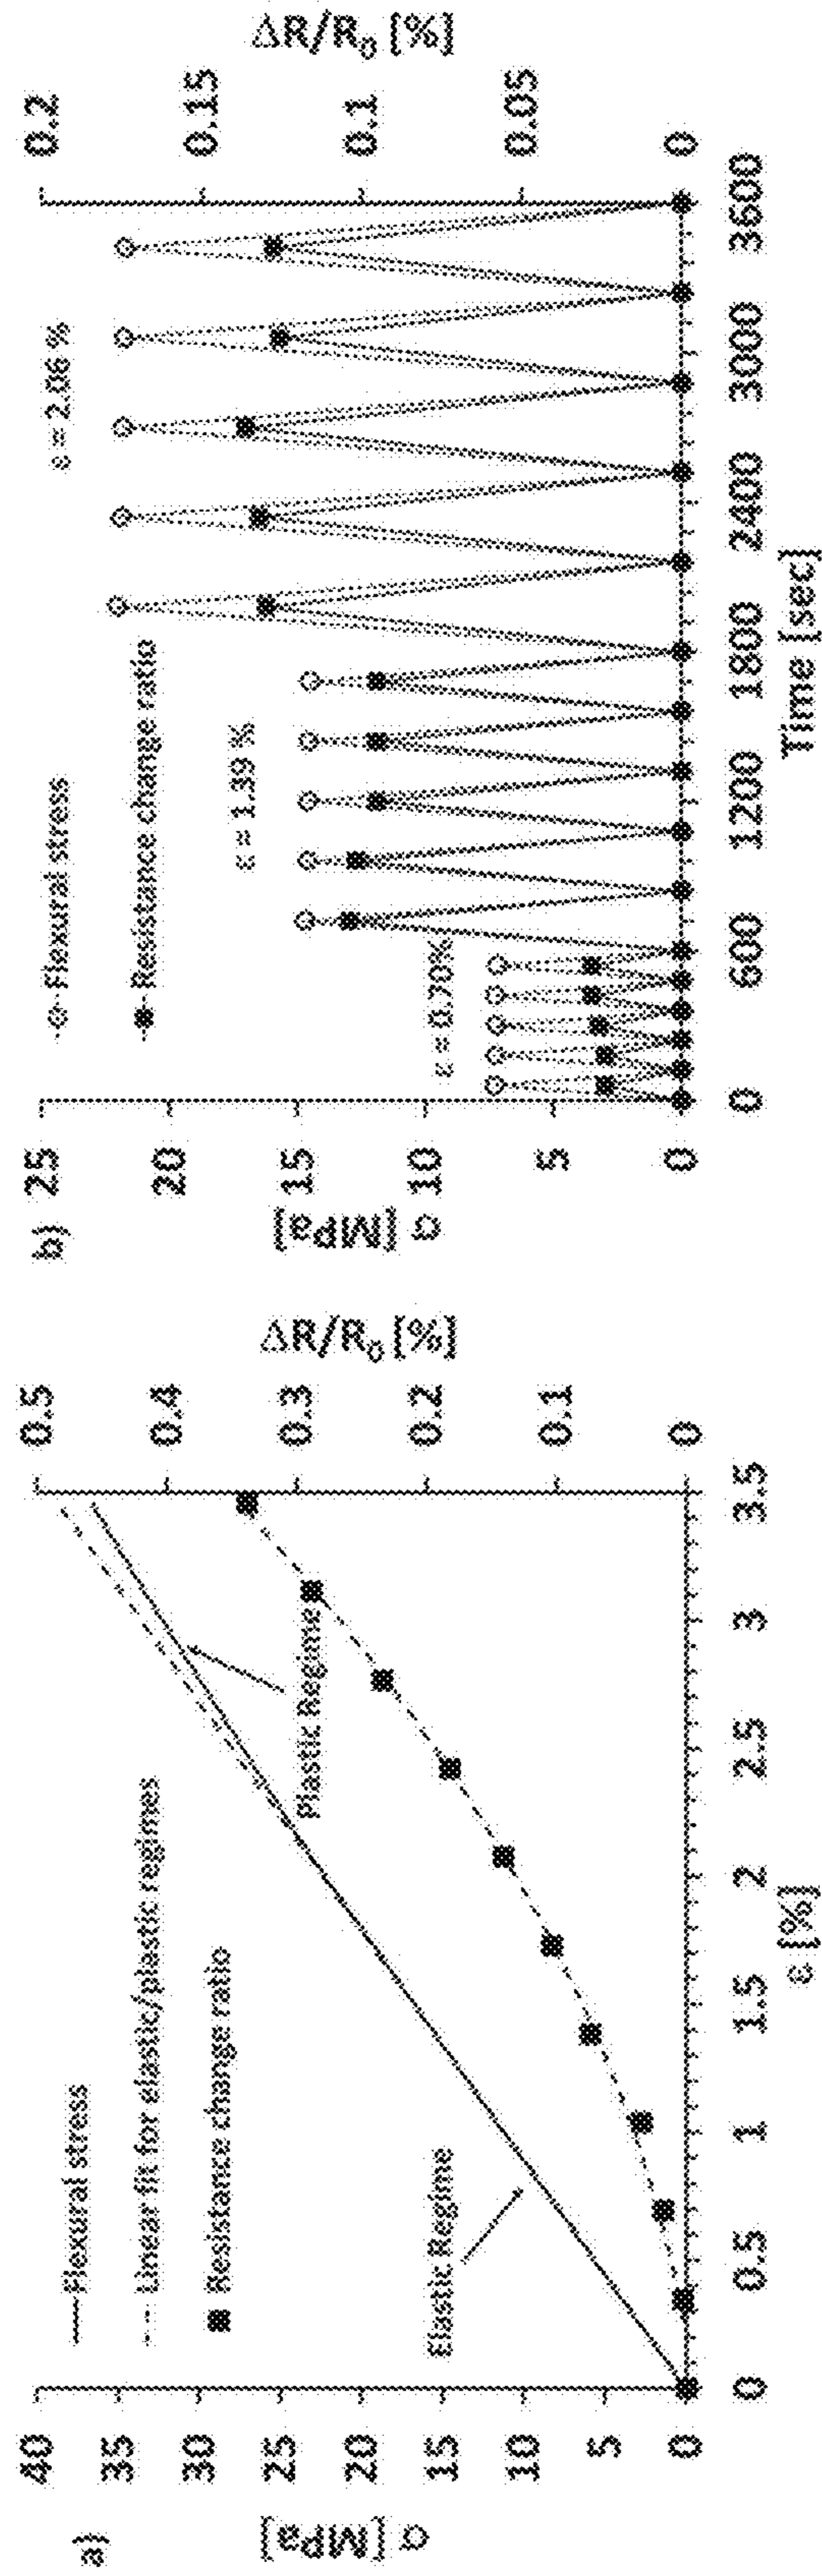 a)
σ [MPa]
40
35
30
25
20
15
10
5
0
Flexural stress
Linear fit for elastic/plastic regimes
Resistance change ratio
Elastic Regime
Plastic Regime
0
0.5
1
1.5
2
2.5
3
3.5
ε [%]
0.5
0.4
0.3
0.2
0.1
0
ΔR/R0 [%]
b)
σ [MPa]
25
20
15
10
5
0
Flexural stress
Resistance change ratio
ε = 0.70%
ε = 1.39 %
ε = 2.06 %
0
600
1200
1800
2400
3000
3600
Time [sec]
0.2
0.15
0.1
0.05
0
ΔR/R0 [%]